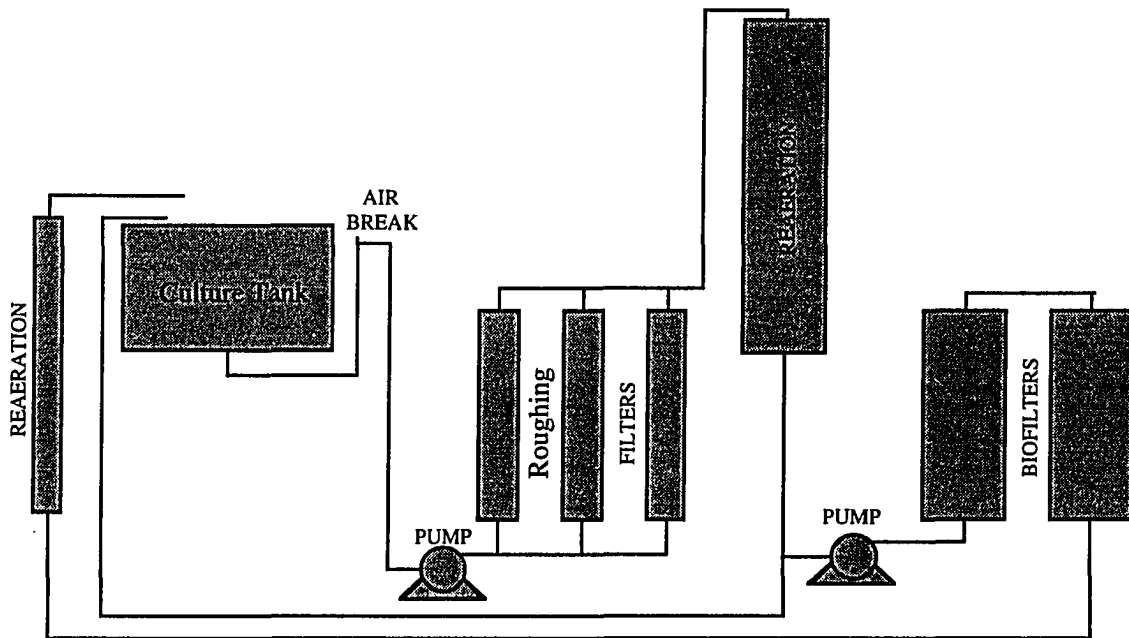 AIR
BREAK
REAERATION
Culture Tank
REAERATION
Roughing
FILTERS
BIOFILTERS
PUMP
PUMP